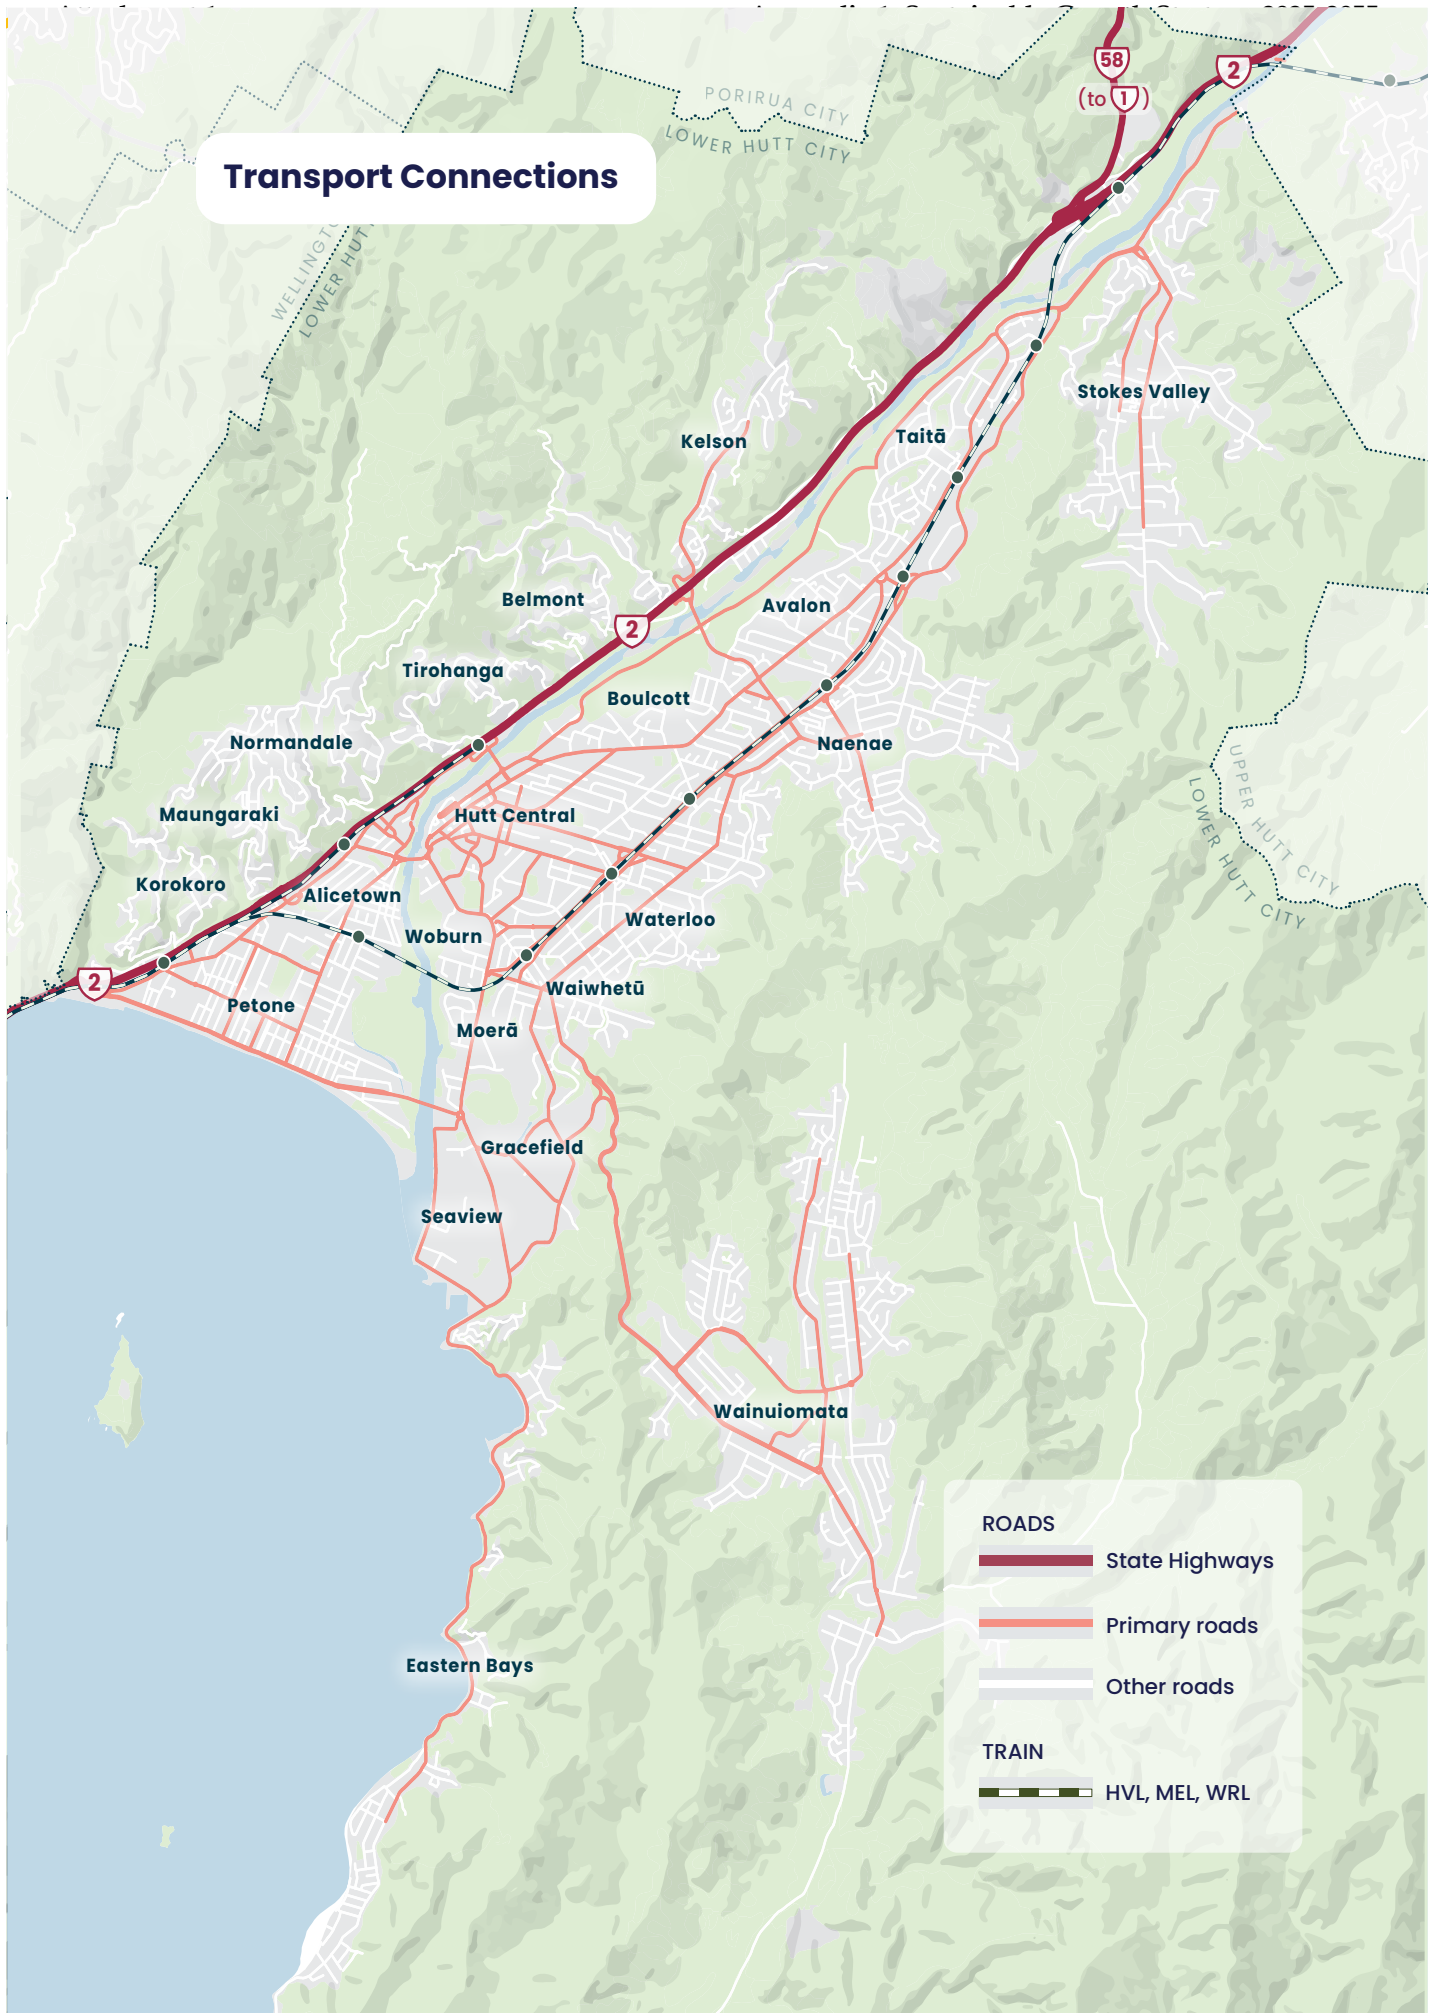 58
2
(to 1)
PORIRUA CITY
LOWER HUTT CITY
Transport Connections
LOWER HUT
Stokes Valley
Taitā
Kelson
Belmont
Avalon
2
Tirohanga
Boulcott
Normandale
Naenae
UPPER HUTT CITY
LOWER HUTT CITY
Maungaraki
Hutt Central
Korokoro
Alicetown
Waterloo
Woburn
2
Waiwhetū
Petone
Moerā
Gracefield
Seaview
Wainuiomata
Eastern Bays
ROADS
State Highways
Primary roads
Other roads
TRAIN
HVL, MEL, WRL